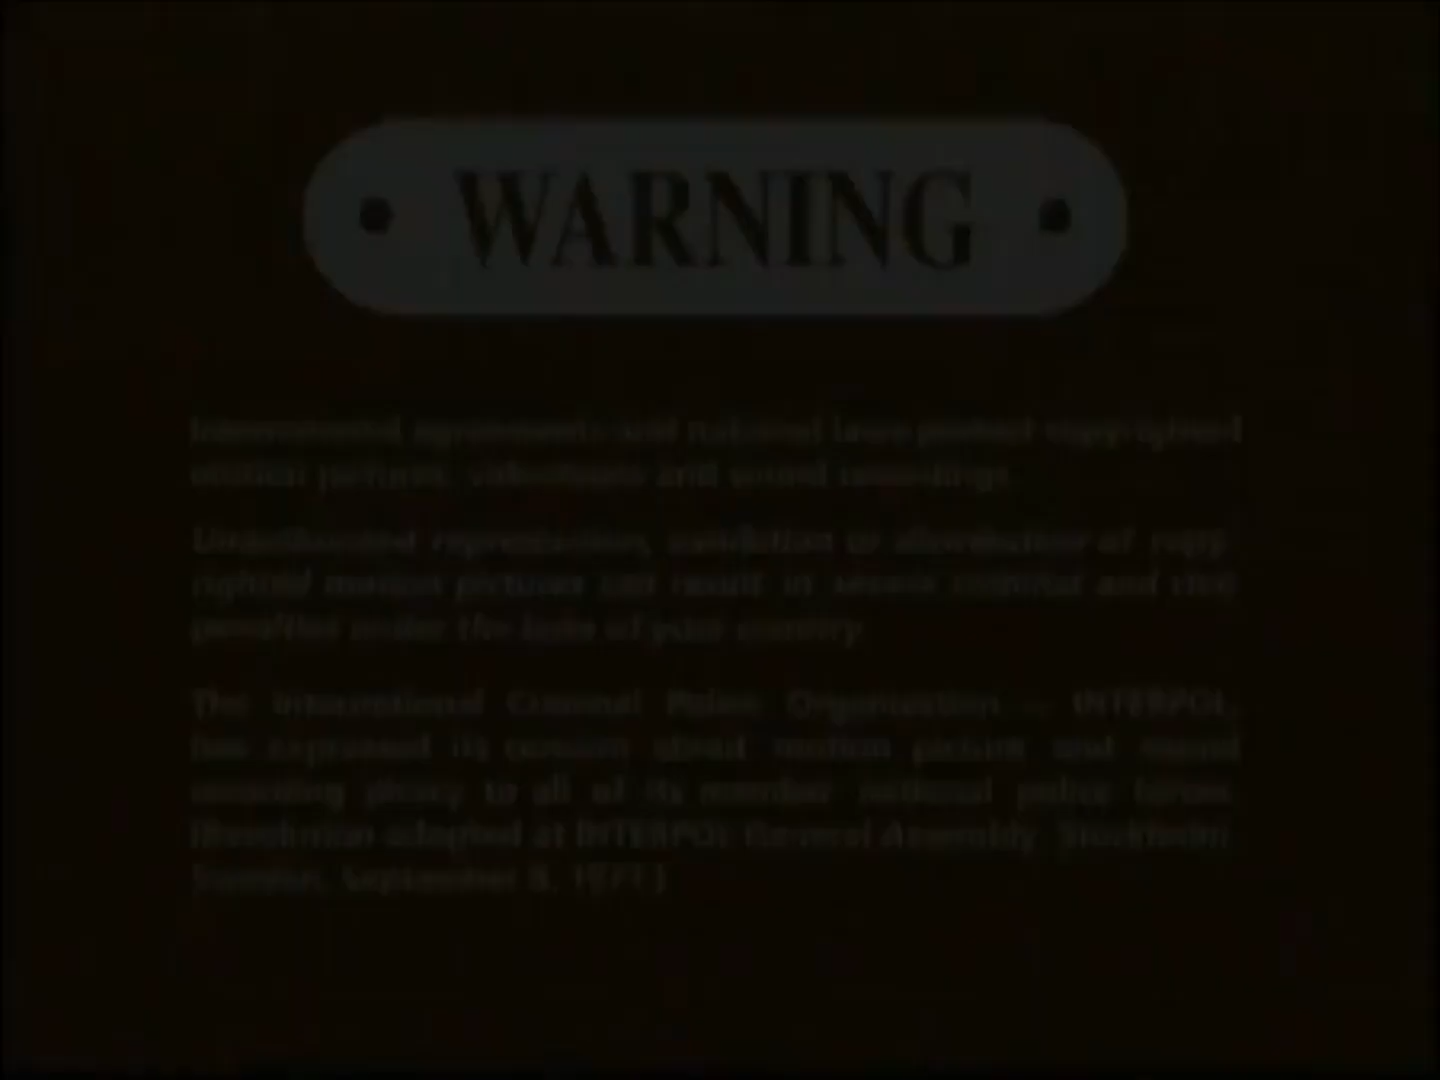 WARNING
International agreements and national laws protect copyrighted
motion pictures, videotapes and sound recordings.
Unauthorized reproduction, exhibition or distribution of copy-
righted motion pictures can result in severe criminal and civil
penalties under the laws of your country.
The International Criminal Police Organization – INTERPOL,
has expressed its concern about motion picture and sound
recording piracy to all of its member national police forces.
(Resolution adopted at INTERPOL General Assembly, Stockholm,
Sweden, September 8, 1977.)